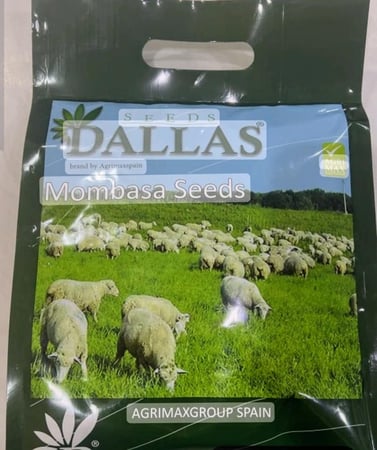 SEEDS
DALLAS®
brand by Agrimaxspain
Mombasa Seeds
AGRIMAXGROUP SPAIN
®